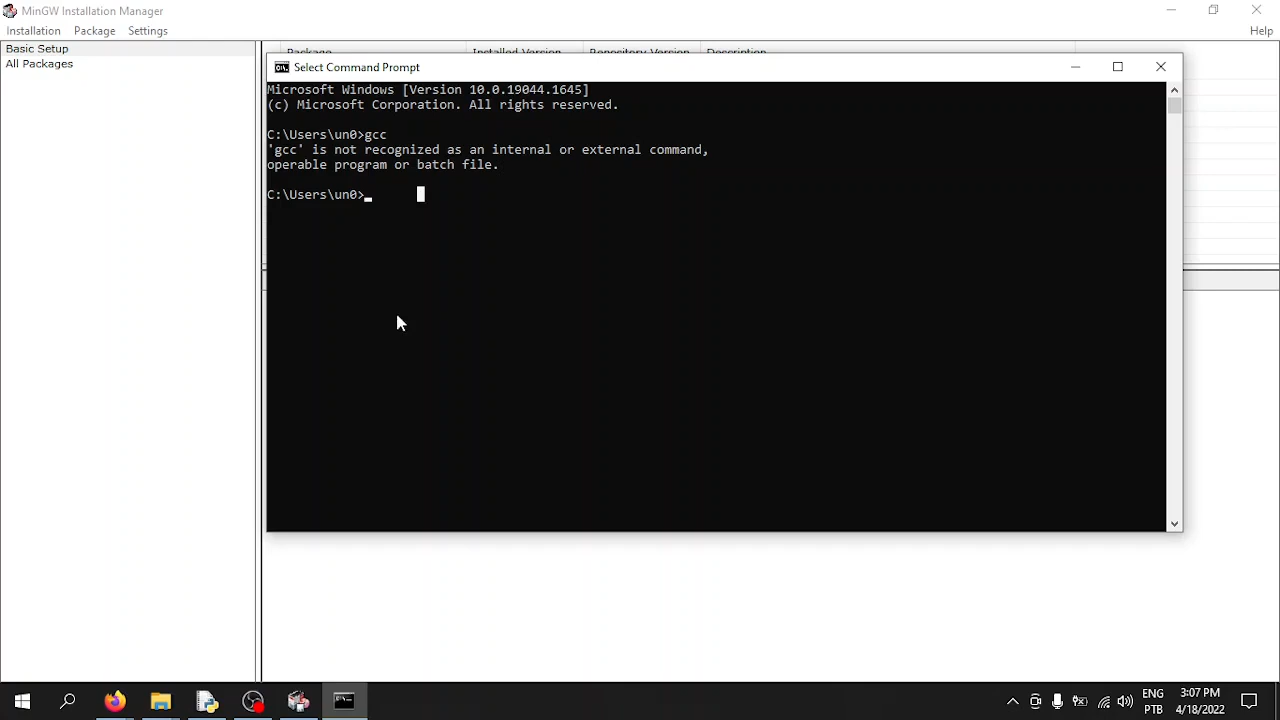 MinGW Installation Manager
Installation Package Settings Help
Basic Setup
All Packages
Package Installed Version Repository Version Description
Select Command Prompt
Microsoft Windows [Version 10.0.19044.1645]
(c) Microsoft Corporation. All rights reserved.
C:\Users\un0>gcc
'gcc' is not recognized as an internal or external command,
operable program or batch file.
C:\Users\un0>
ENG 3:07 PM
PTB 4/18/2022